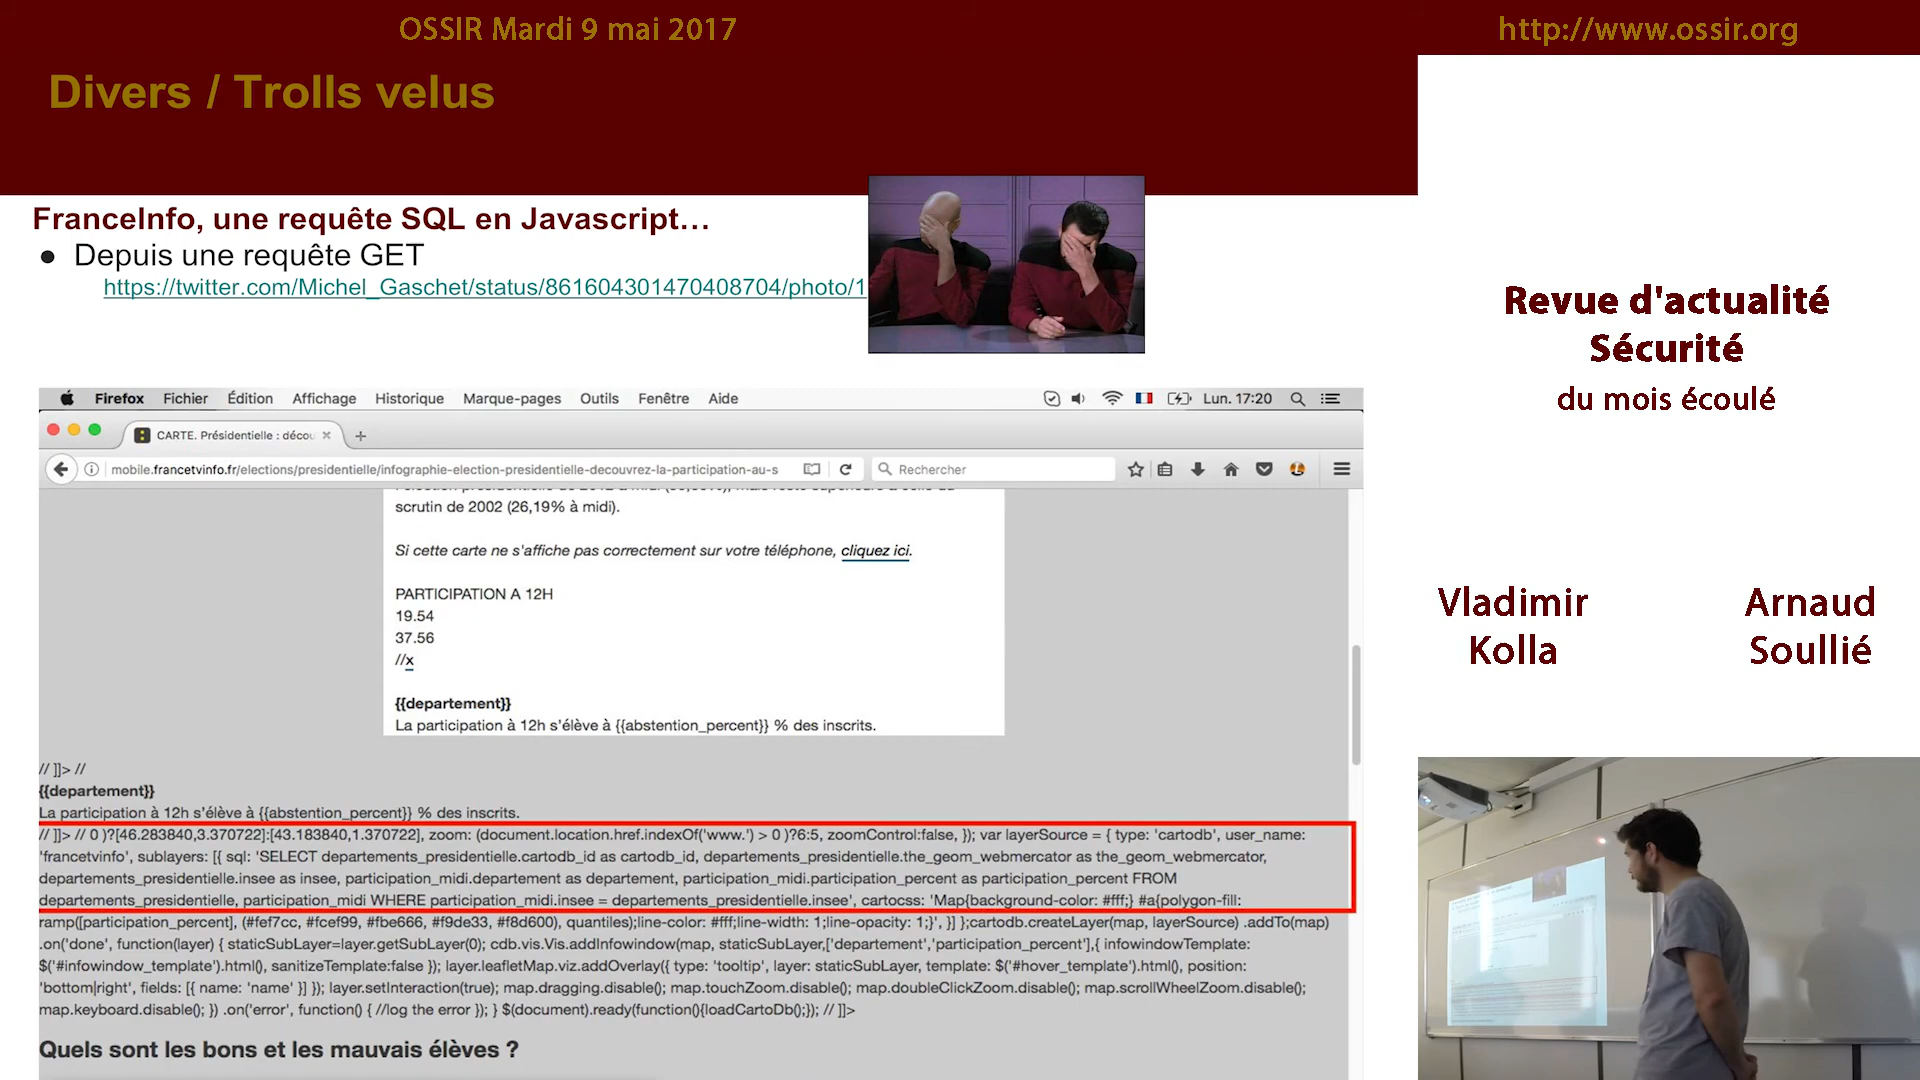 OSSIR Mardi 9 mai 2017
http://www.ossir.org
Divers / Trolls velus
FranceInfo, une requête SQL en Javascript...
● Depuis une requête GET
https://twitter.com/Michel_Gaschet/status/861604301470408704/photo/1
Revue d'actualité
Sécurité
du mois écoulé
Vladimir
Kolla
Arnaud
Soullié
Firefox Fichier Édition Affichage Historique Marque-pages Outils Fenêtre Aide
Lun. 17:20
CARTE. Présidentielle : décou
mobile.francetvinfo.fr/elections/presidentielle/infographie-election-presidentielle-decouvrez-la-participation-au-s
Rechercher
scrutin de 2002 (26,19% à midi).
Si cette carte ne s'affiche pas correctement sur votre téléphone, cliquez ici.
PARTICIPATION A 12H
19.54
37.56
//x
{{departement}}
La participation à 12h s'élève à {{abstention_percent}} % des inscrits.
// ]]> //
{{departement}}
La participation à 12h s'élève à {{abstention_percent}} % des inscrits.
// ]]> // 0 )?[46.283840,3.370722]:[43.183840,1.370722], zoom: (document.location.href.indexOf('www.') > 0 )?6:5, zoomControl:false, }); var layerSource = { type: 'cartodb', user_name:
'francetvinfo', sublayers: [{ sql: 'SELECT departements_presidentielle.cartodb_id as cartodb_id, departements_presidentielle.the_geom_webmercator as the_geom_webmercator,
departements_presidentielle.insee as insee, participation_midi.departement as departement, participation_midi.participation_percent as participation_percent FROM
departements_presidentielle, participation_midi WHERE participation_midi.insee = departements_presidentielle.insee', cartocss: 'Map{background-color: #fff;} #a{polygon-fill:
ramp([participation_percent], (#fef7cc, #fcef99, #fbe666, #f9de33, #f8d600), quantiles);line-color: #fff;line-width: 1;line-opacity: 1;}', }] };cartodb.createLayer(map, layerSource) .addTo(map)
.on('done', function(layer) { staticSubLayer=layer.getSubLayer(0); cdb.vis.Vis.addInfowindow(map, staticSubLayer,['departement','participation_percent'],{ infowindowTemplate:
$('#infowindow_template').html(), sanitizeTemplate:false }); layer.leafletMap.viz.addOverlay({ type: 'tooltip', layer: staticSubLayer, template: $('#hover_template').html(), position:
'bottom|right', fields: [{ name: 'name' }] }); layer.setInteraction(true); map.dragging.disable(); map.touchZoom.disable(); map.doubleClickZoom.disable(); map.scrollWheelZoom.disable();
map.keyboard.disable(); }) .on('error', function() { //log the error }); } $(document).ready(function(){loadCartoDb();}); // ]]>
Quels sont les bons et les mauvais élèves ?